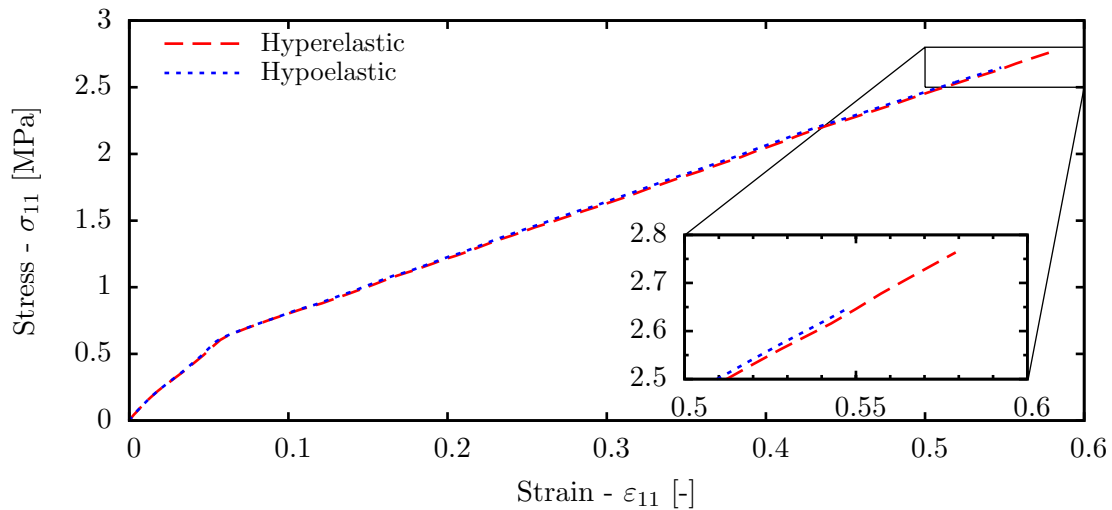 3
2.5
2
1.5
1
0.5
0
Stress - σ₁₁ [MPa]
Hyperelastic
Hypoelastic
2.8
2.7
2.6
2.5
0.5 0.55 0.6
0 0.1 0.2 0.3 0.4 0.5 0.6
Strain - ε₁₁ [-]